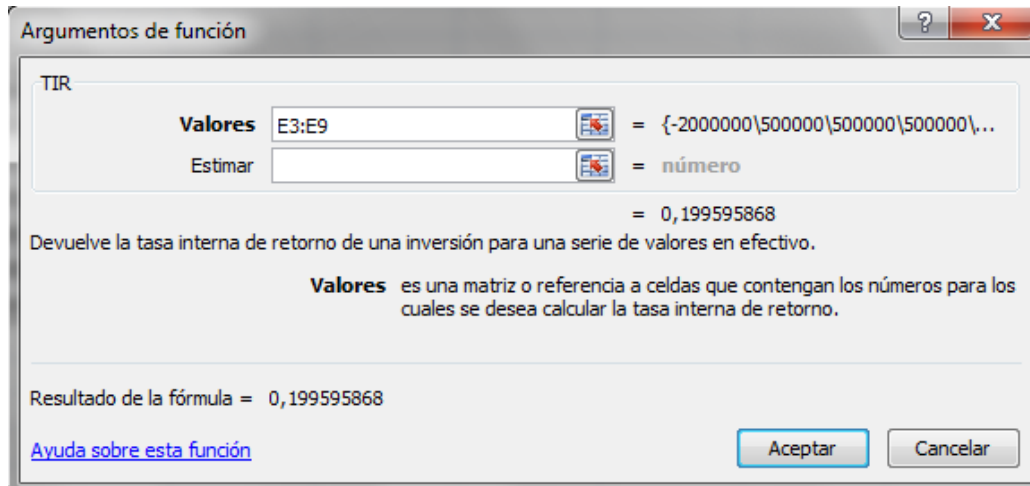 Argumentos de función
TIR
Valores E3:E9 = {-2000000\500000\500000\500000\...
Estimar = número
= 0,199595868
Devuelve la tasa interna de retorno de una inversión para una serie de valores en efectivo.
Valores es una matriz o referencia a celdas que contengan los números para los
cuales se desea calcular la tasa interna de retorno.
Resultado de la fórmula = 0,199595868
Ayuda sobre esta función Aceptar Cancelar